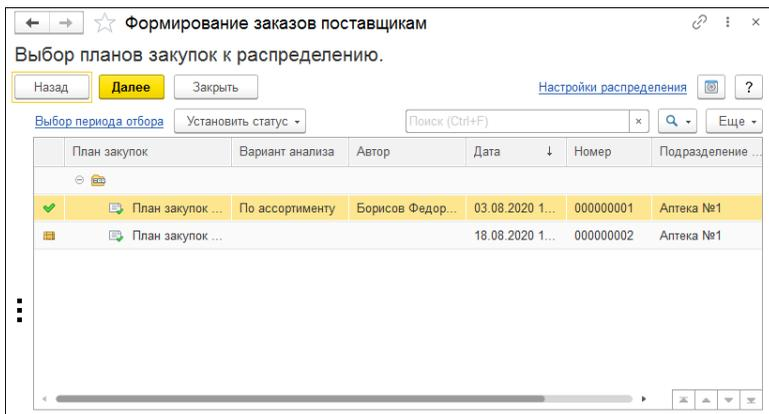 Формирование заказов поставщикам
Выбор планов закупок к распределению.
Назад Далее Закрыть Настройки распределения ?
Выбор периода отбора Установить статус Поиск (Ctrl+F) × Еще
План закупок Вариант анализа Автор Дата ↓ Номер Подразделение ...
План закупок ... По ассортименту Борисов Федор... 03.08.2020 1... 000000001 Аптека №1
План закупок ... 18.08.2020 1... 000000002 Аптека №1